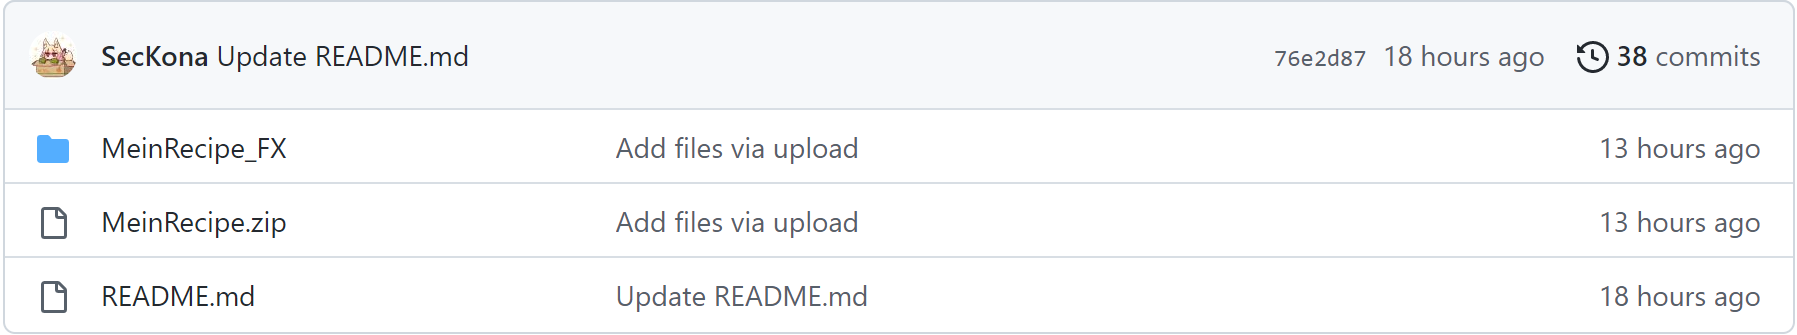 SecKona Update README.md 76e2d87 18 hours ago 38 commits
MeinRecipe_FX Add files via upload 13 hours ago
MeinRecipe.zip Add files via upload 13 hours ago
README.md Update README.md 18 hours ago